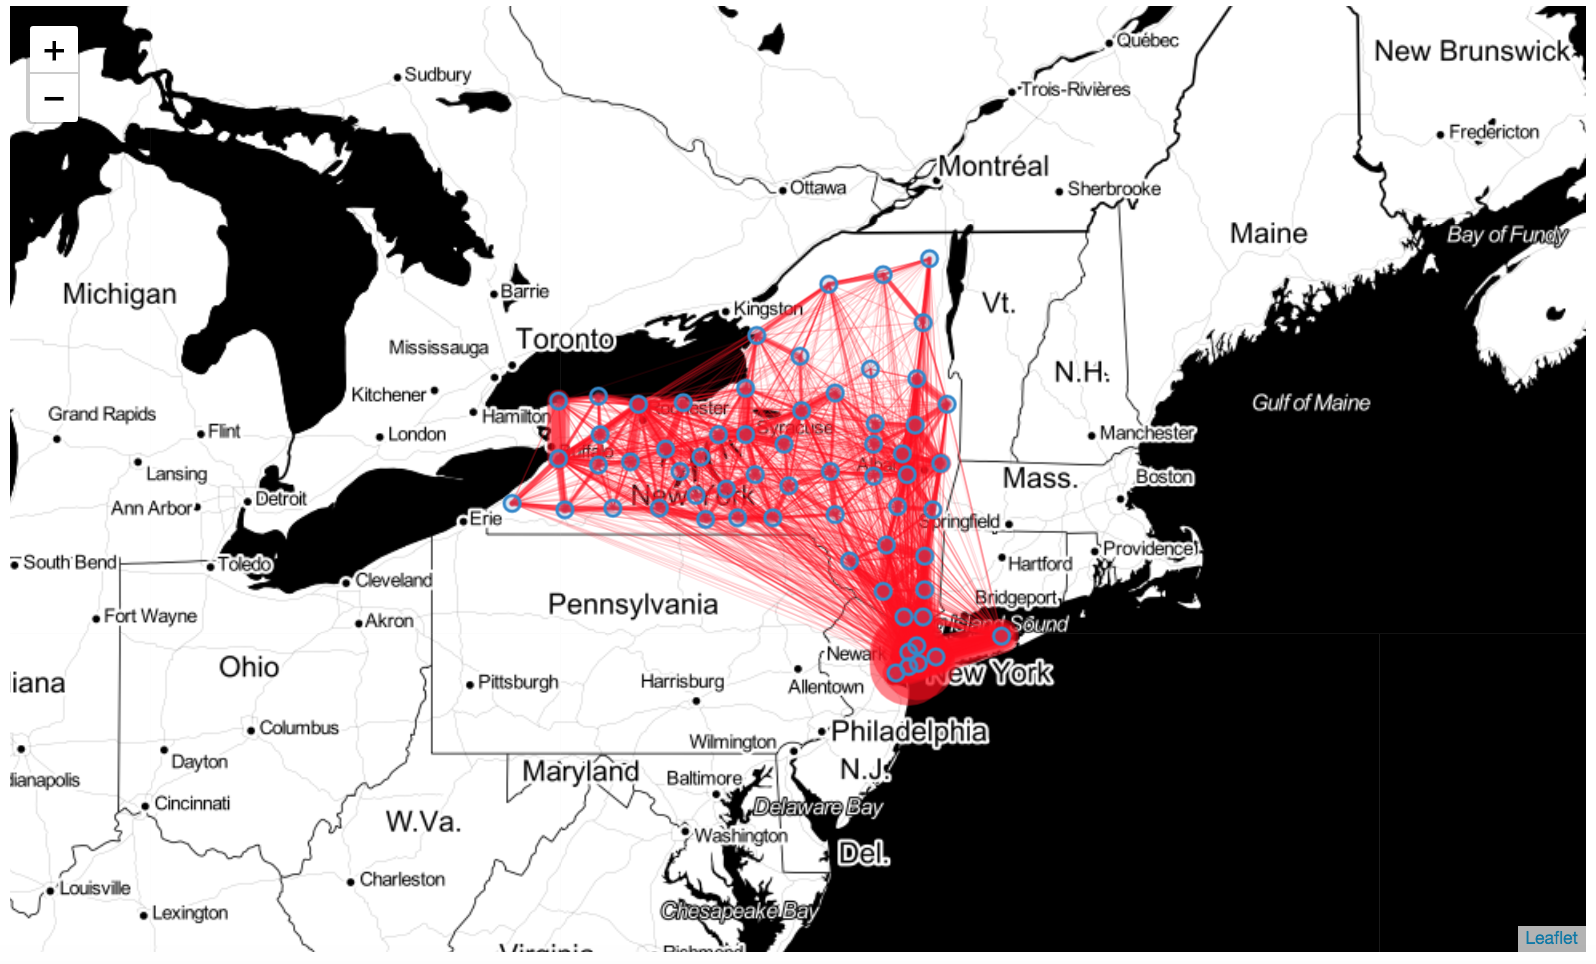 +
−
Québec
New Brunswick
Sudbury
Trois-Rivières
Fredericton
Montréal
Ottawa
Sherbrooke
Maine
Bay of Fundy
Michigan
Barrie
Kingston
Vt.
Toronto
Mississauga
N.H.
Kitchener
Gulf of Maine
Grand Rapids
Hamilton
Rochester
Flint
London
Syracuse
Manchester
Lansing
Buffalo
Mass.
Boston
Ann Arbor
Detroit
New York
Erie
Springfield
Providence
South Bend
Toledo
Hartford
Cleveland
Bridgeport
Fort Wayne
Akron
Pennsylvania
Island Sound
Newark
Ohio
iana
Pittsburgh
Harrisburg
Allentown
New York
Columbus
Philadelphia
Wilmington
Dayton
Maryland
Baltimore
N.J.
dianapolis
Cincinnati
Delaware Bay
W.Va.
Washington
Del.
Louisville
Charleston
Lexington
Chesapeake Bay
Virginia
Richmond
Leaflet